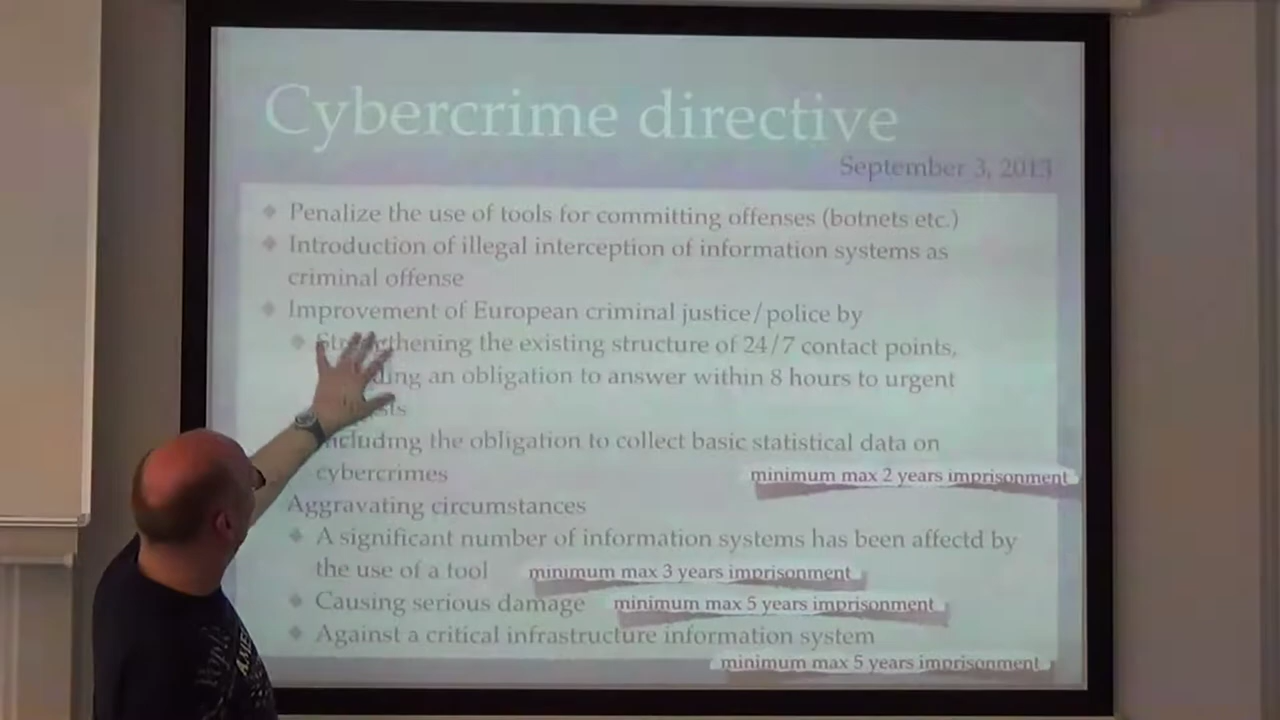 Cybercrime directive
September 3, 2013
Penalize the use of tools for committing offenses (botnets etc.)
Introduction of illegal interception of information systems as
criminal offense
Improvement of European criminal justice/police by
Strengthening the existing structure of 24/7 contact points,
an obligation to answer within 8 hours to urgent
including the obligation to collect basic statistical data on
cybercrimes
minimum max 2 years imprisonment
Aggravating circumstances
A significant number of information systems has been affectd by
the use of a tool
minimum max 3 years imprisonment
Causing serious damage
minimum max 5 years imprisonment
Against a critical infrastructure information system
minimum max 5 years imprisonment